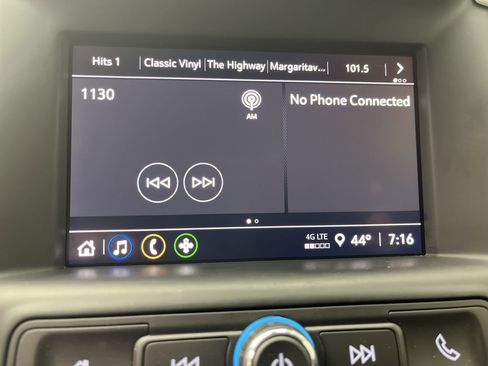 Hits 1 Classic Vinyl The Highway Margaritav... 101.5
1130
AM
No Phone Connected
4G LTE
44° 7:16